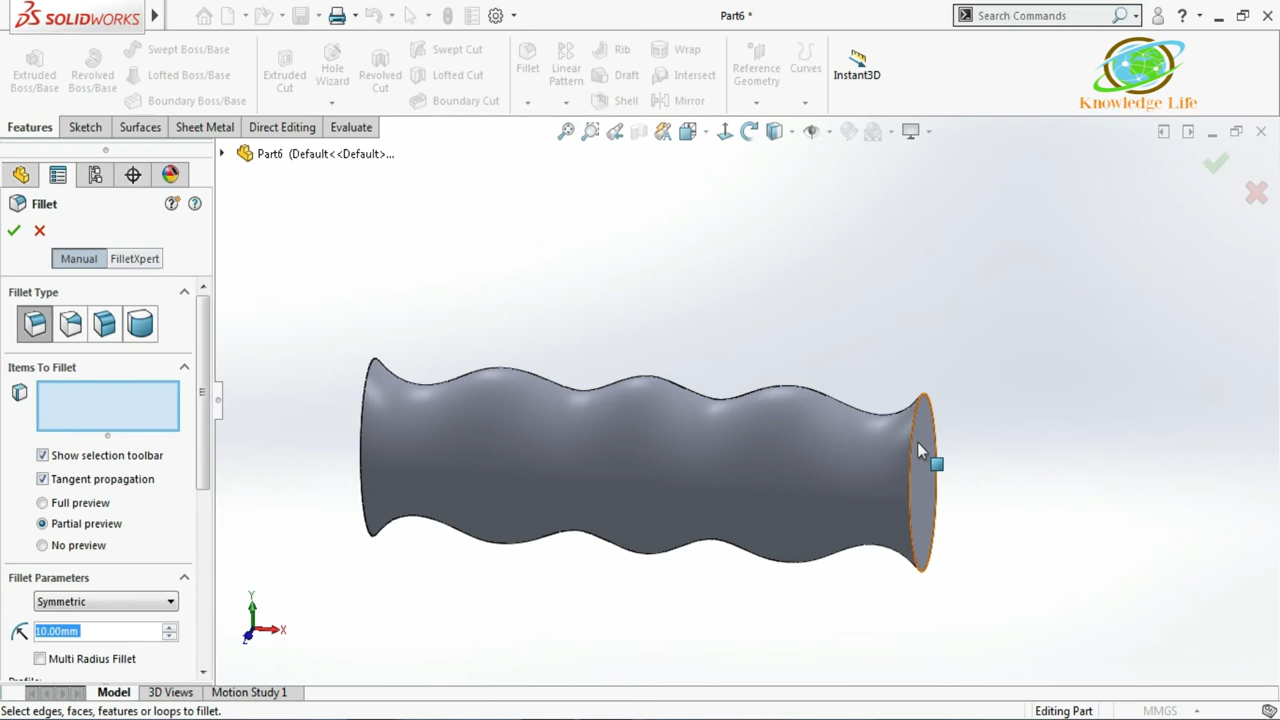 SOLIDWORKS
Part6 *
Search Commands
Extruded Boss/Base
Revolved Boss/Base
Swept Boss/Base
Lofted Boss/Base
Boundary Boss/Base
Extruded Cut
Hole Wizard
Revolved Cut
Swept Cut
Lofted Cut
Boundary Cut
Fillet
Linear Pattern
Rib
Draft
Shell
Wrap
Intersect
Mirror
Reference Geometry
Curves
Instant3D
Knowledge Life
Features
Sketch
Surfaces
Sheet Metal
Direct Editing
Evaluate
Part6 (Default<<Default>...
Fillet
Manual
FilletXpert
Fillet Type
Items To Fillet
Show selection toolbar
Tangent propagation
Full preview
Partial preview
No preview
Fillet Parameters
Symmetric
10.00mm
Multi Radius Fillet
Y
X
Z
Model
3D Views
Motion Study 1
Select edges, faces, features or loops to fillet.
Editing Part
MMGS